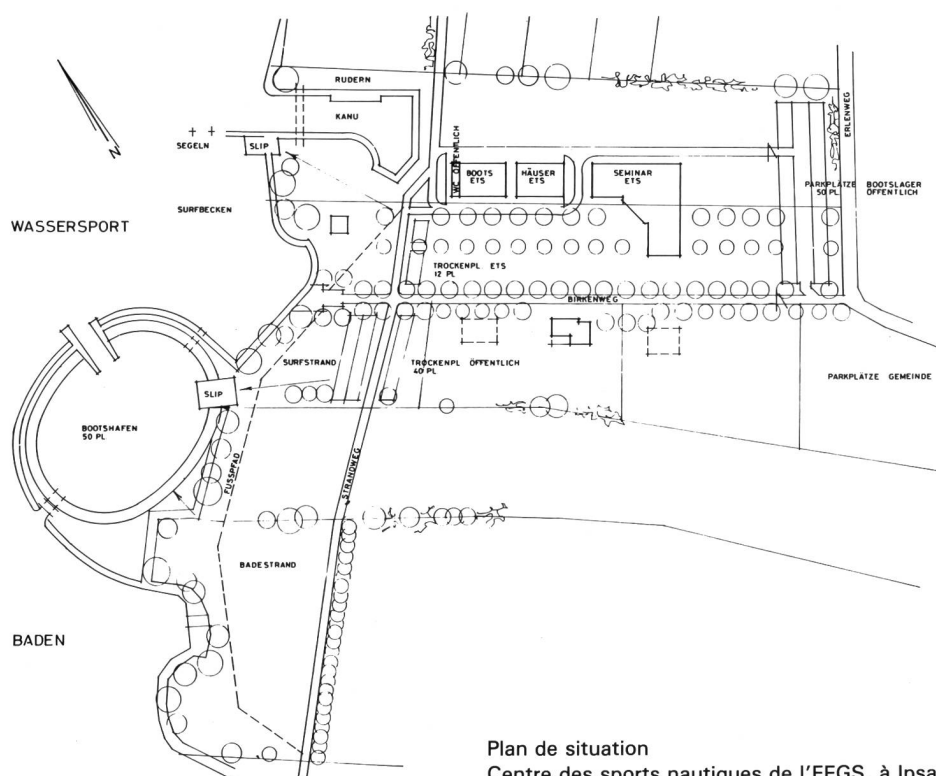 RUDERN
KANU
SEGELN
SLIP
SURFBECKEN
WASSERSPORT
WC ÖFFENTLICH
BOOTS
ETS
HÄUSER
ETS
SEMINAR
ETS
ERLENWEG
PARKPLÄTZE BOOTSLAGER
50 PL ÖFFENTLICH
TROCKENPL ETS
12 PL
BIRKENWEG
SURFSTRAND
TROCKENPL ÖFFENTLICH
40 PL
PARKPLÄTZE GEMEINDE
SLIP
BOOTSHAFEN
50 PL
FUSSPFAD
STRANDWEG
BADESTRAND
BADEN
N
Plan de situation
Centre des sports nautiques de l'EFGS, à Ipsa